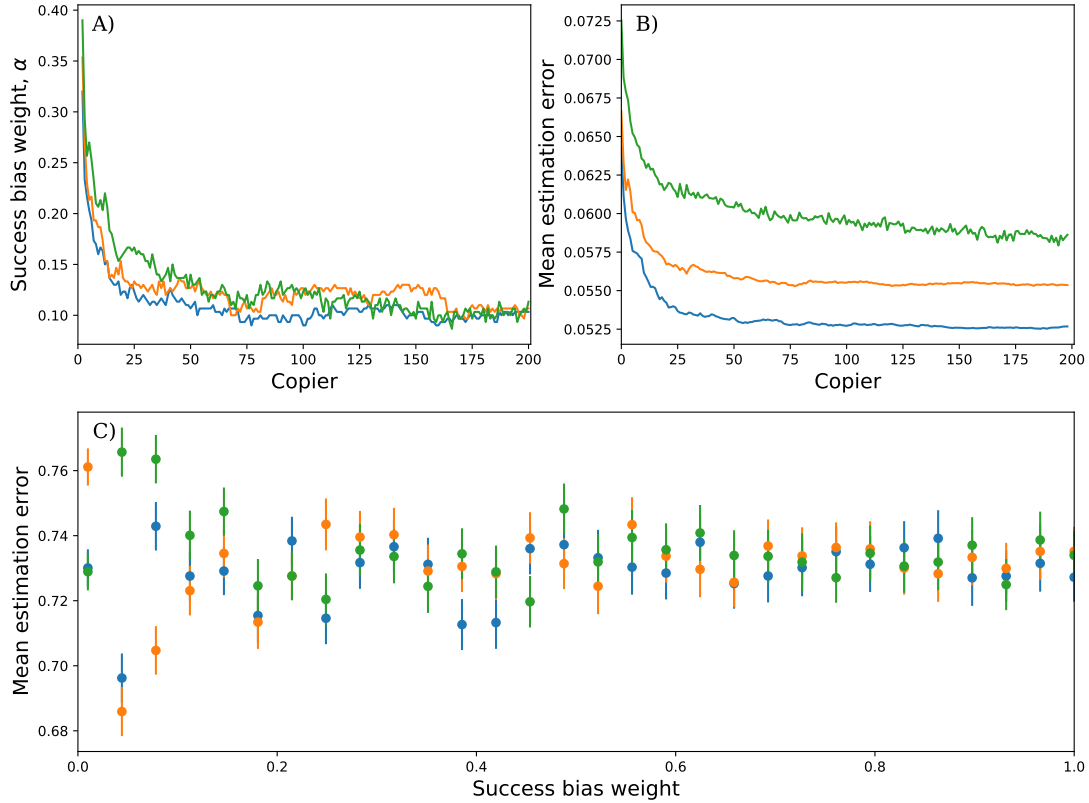 A)
Success bias weight, α
0.40
0.35
0.30
0.25
0.20
0.15
0.10
0 25 50 75 100 125 150 175 200
Copier
B)
Mean estimation error
0.0725
0.0700
0.0675
0.0650
0.0625
0.0600
0.0575
0.0550
0.0525
0 25 50 75 100 125 150 175 200
Copier
C)
Mean estimation error
0.76
0.74
0.72
0.70
0.68
0.0 0.2 0.4 0.6 0.8 1.0
Success bias weight